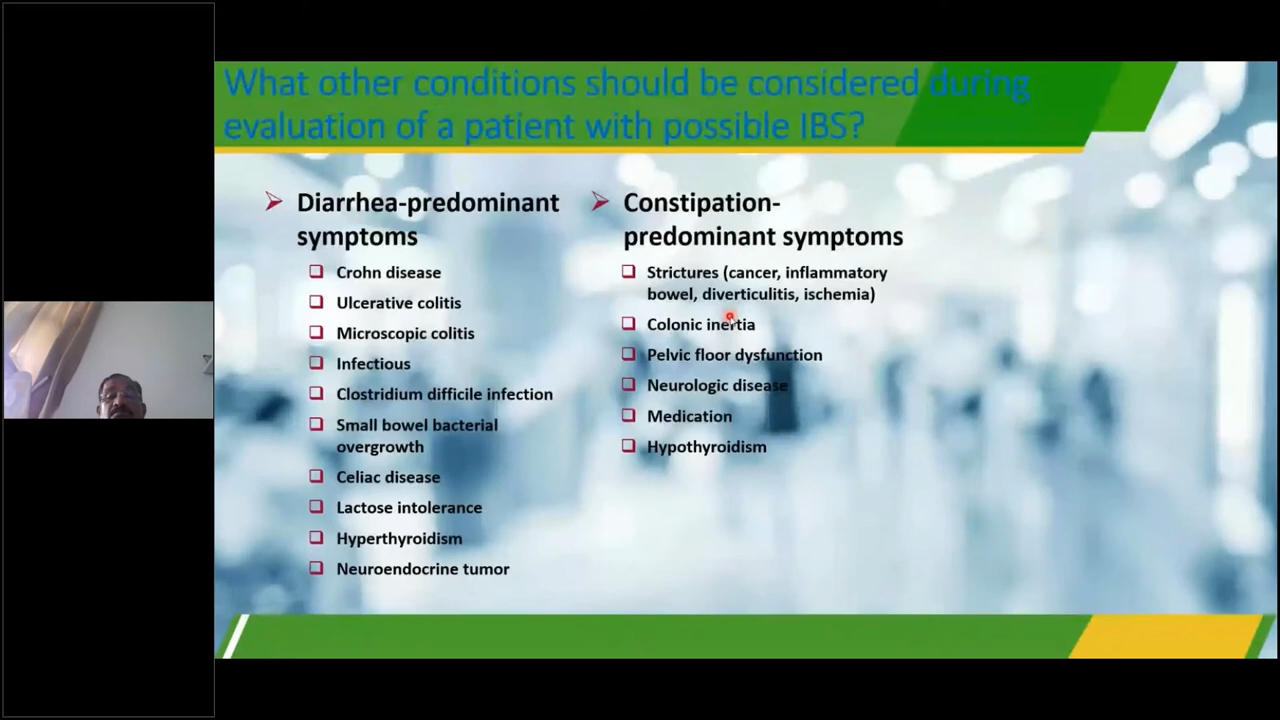 What other conditions should be considered during
evaluation of a patient with possible IBS?
Diarrhea-predominant
symptoms
Crohn disease
Ulcerative colitis
Microscopic colitis
Infectious
Clostridium difficile infection
Small bowel bacterial
overgrowth
Celiac disease
Lactose intolerance
Hyperthyroidism
Neuroendocrine tumor
Constipation-
predominant symptoms
Strictures (cancer, inflammatory
bowel, diverticulitis, ischemia)
Colonic inertia
Pelvic floor dysfunction
Neurologic disease
Medication
Hypothyroidism